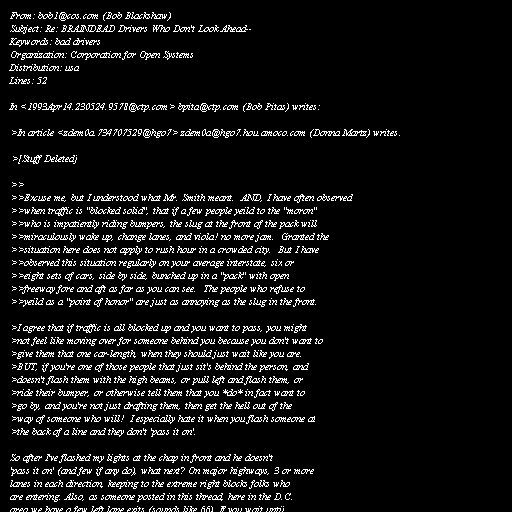 From: bob1@cos.com (Bob Blackshaw)
Subject: Re: BRAINDEAD Drivers Who Don't Look Ahead--
Keywords: bad drivers
Organization: Corporation for Open Systems
Distribution: usa
Lines: 52
In <1993Apr14.230524.9578@ctp.com> bpita@ctp.com (Bob Pitas) writes:
>In article <zdem0a.734707529@hgo7> zdem0a@hgo7.hou.amoco.com (Donna Martz) writes.
>[Stuff Deleted]
>>
>>Excuse me, but I understood what Mr. Smith meant.  AND, I have often observed
>>when traffic is "blocked solid", that if a few people yeild to the "moron"
>>who is impatiently riding bumpers, the slug at the front of the pack will
>>miraculously wake up, change lanes, and viola! no more jam.  Granted the
>>situation here does not apply to rush hour in a crowded city.  But I have
>>observed this situation regularly on your average interstate, six or
>>eight sets of cars, side by side, bunched up in a "pack" with open
>>freeway fore and aft as far as you can see.  The people who refuse to
>>yeild as a "point of honor" are just as annoying as the slug in the front.
>I agree that if traffic is all blocked up and you want to pass, you might
>not feel like moving over for someone behind you because you don't want to
>give them that one car-length, when they should just wait like you are.
>BUT, if you're one of those people that just sit's behind the person, and
>doesn't flash them with the high beams, or pull left and flash them, or
>ride their bumper, or otherwise tell them that you *do* in fact want to
>go by, and you're not just drafting them, then get the hell out of the
>way of someone who will!  I especially hate it when you flash someone at
>the back of a line and they don't 'pass it on'.
So after I've flashed my lights at the chap in front and he doesn't
'pass it on' (and few if any do), what next? On major highways, 3 or more
lanes in each direction, keeping to the extreme right blocks folks who
are entering. Also, as someone posted in this thread, here in the D.C.
area we have a few left lane exits (sounds like 66). If you wait until